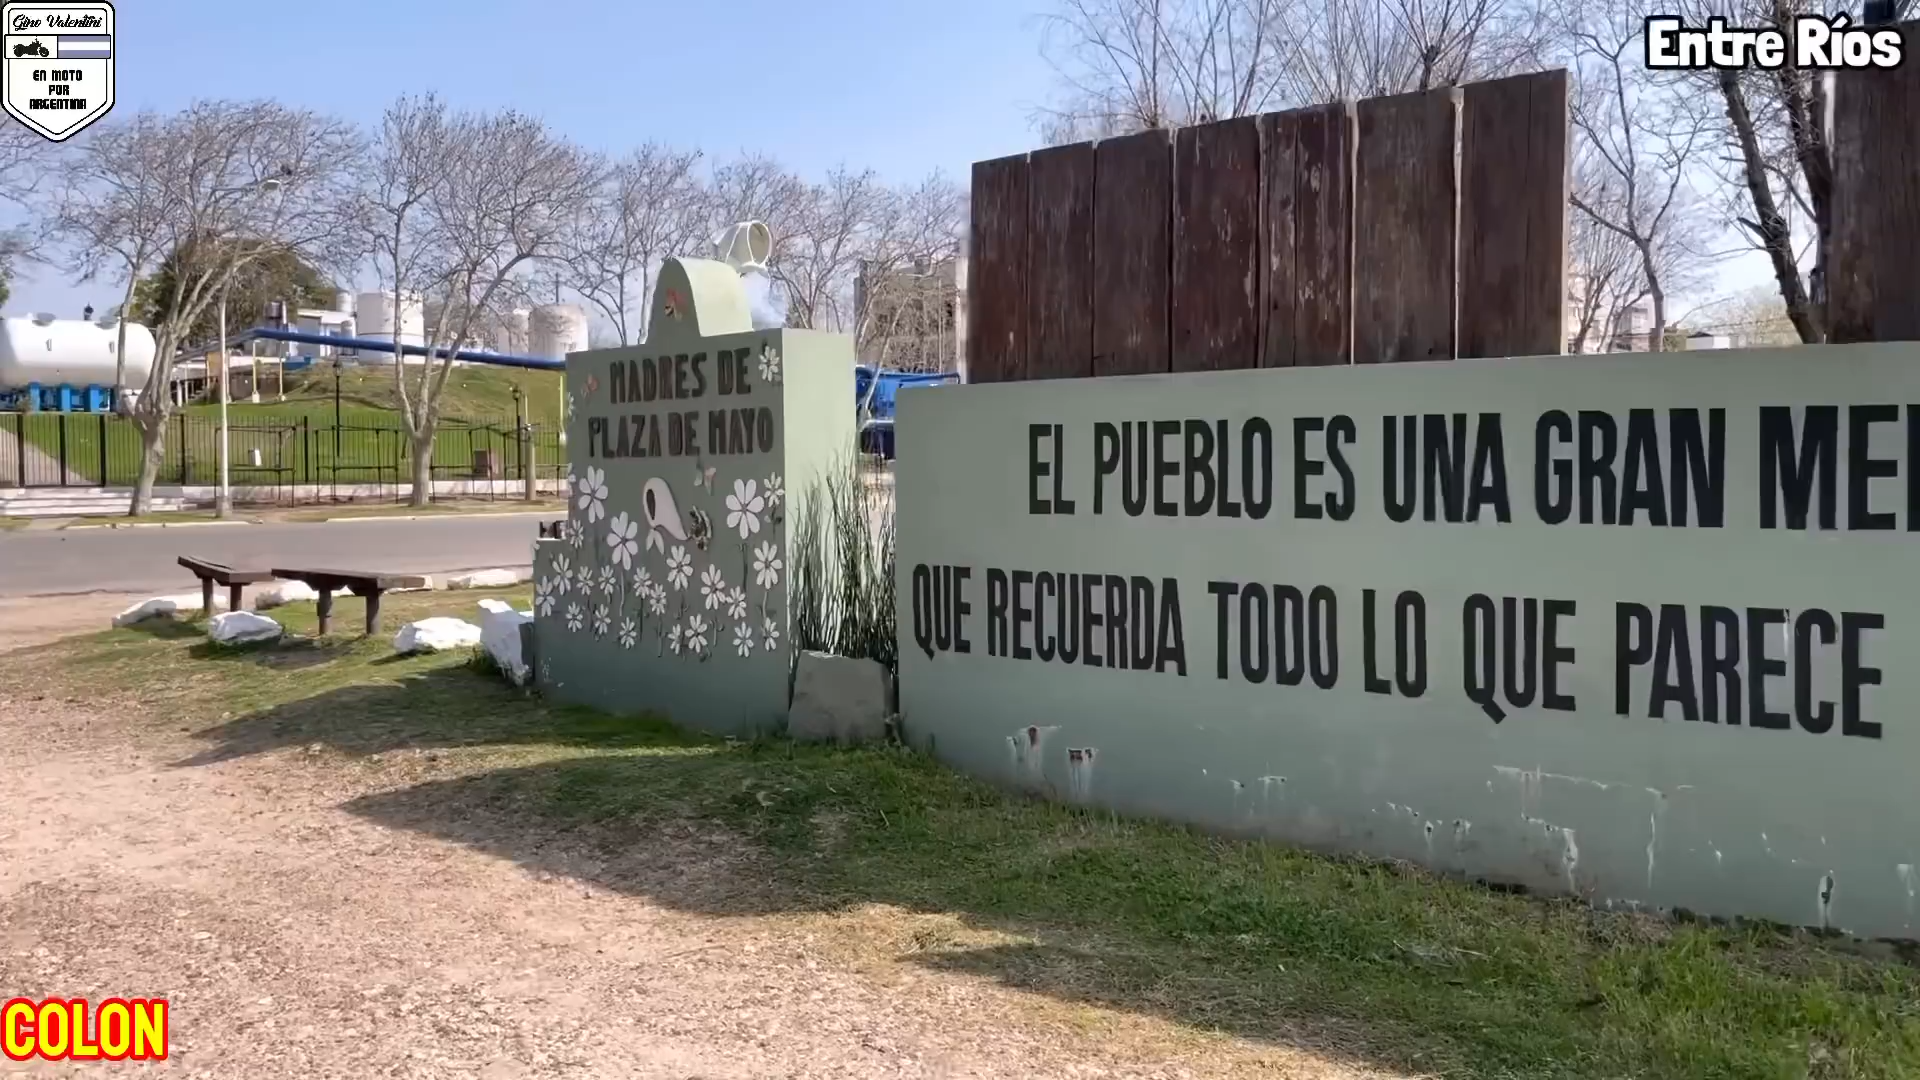 Gino Valentini
EN MOTO
POR
ARGENTINA
Entre Ríos
MADRES DE
PLAZA DE MAYO
EL PUEBLO ES UNA GRAN
QUE RECUERDA TODO LO QUE PARECE
COLON